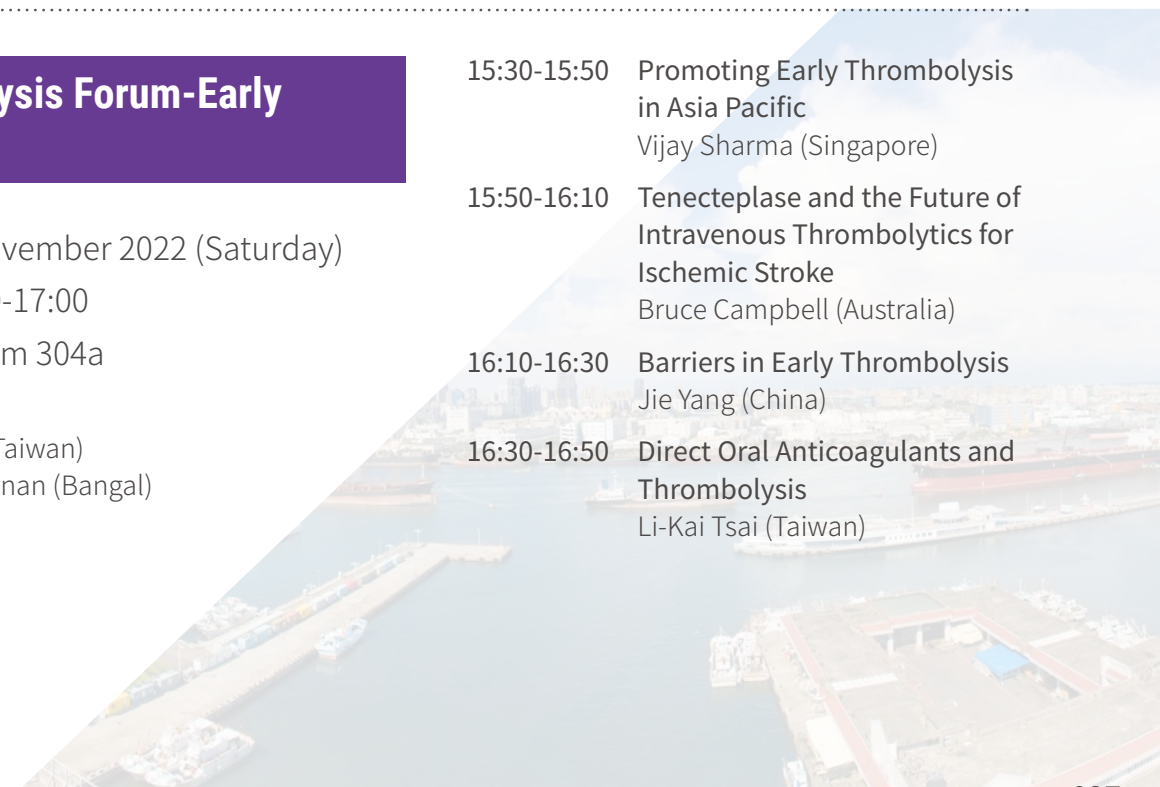 ysis Forum-Early
vember 2022 (Saturday)
-17:00
m 304a
Taiwan)
nan (Bangal)
15:30-15:50 Promoting Early Thrombolysis
in Asia Pacific
Vijay Sharma (Singapore)
15:50-16:10 Tenecteplase and the Future of
Intravenous Thrombolytics for
Ischemic Stroke
Bruce Campbell (Australia)
16:10-16:30 Barriers in Early Thrombolysis
Jie Yang (China)
16:30-16:50 Direct Oral Anticoagulants and
Thrombolysis
Li-Kai Tsai (Taiwan)